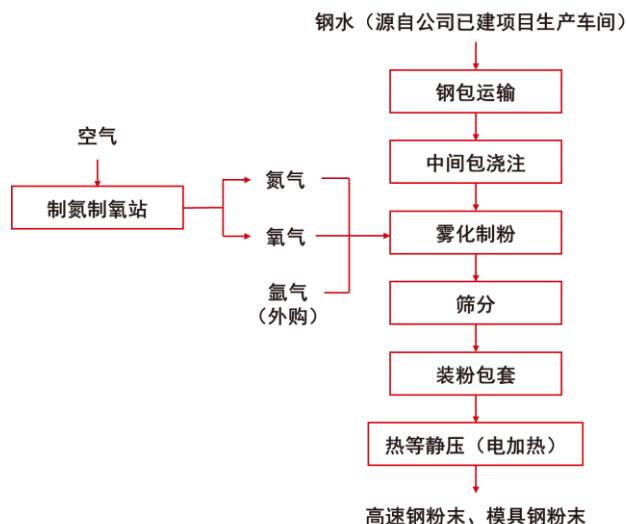 钢水（源自公司已建项目生产车间）
钢包运输
空气
中间包浇注
氮气
制氮制氧站
氧气
雾化制粉
氩气
（外购）
筛分
装粉包套
热等静压（电加热）
高速钢粉末、模具钢粉末